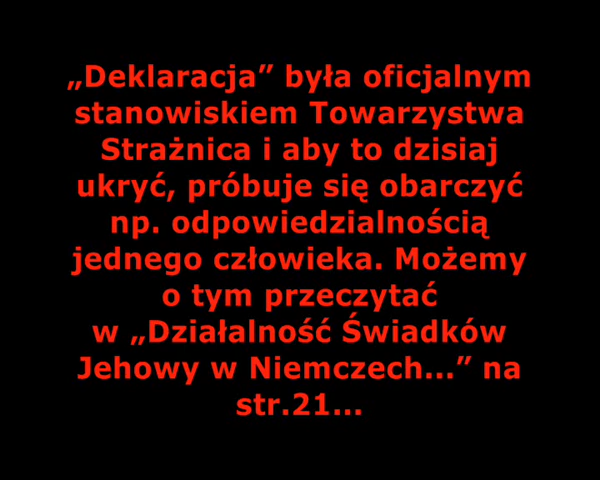 „Deklaracja” była oficjalnym
stanowiskiem Towarzystwa
Strażnica i aby to dzisiaj
ukryć, próbuje się obarczyć
np. odpowiedzialnością
jednego człowieka. Możemy
o tym przeczytać
w „Działalność Świadków
Jehowy w Niemczech...” na
str.21...